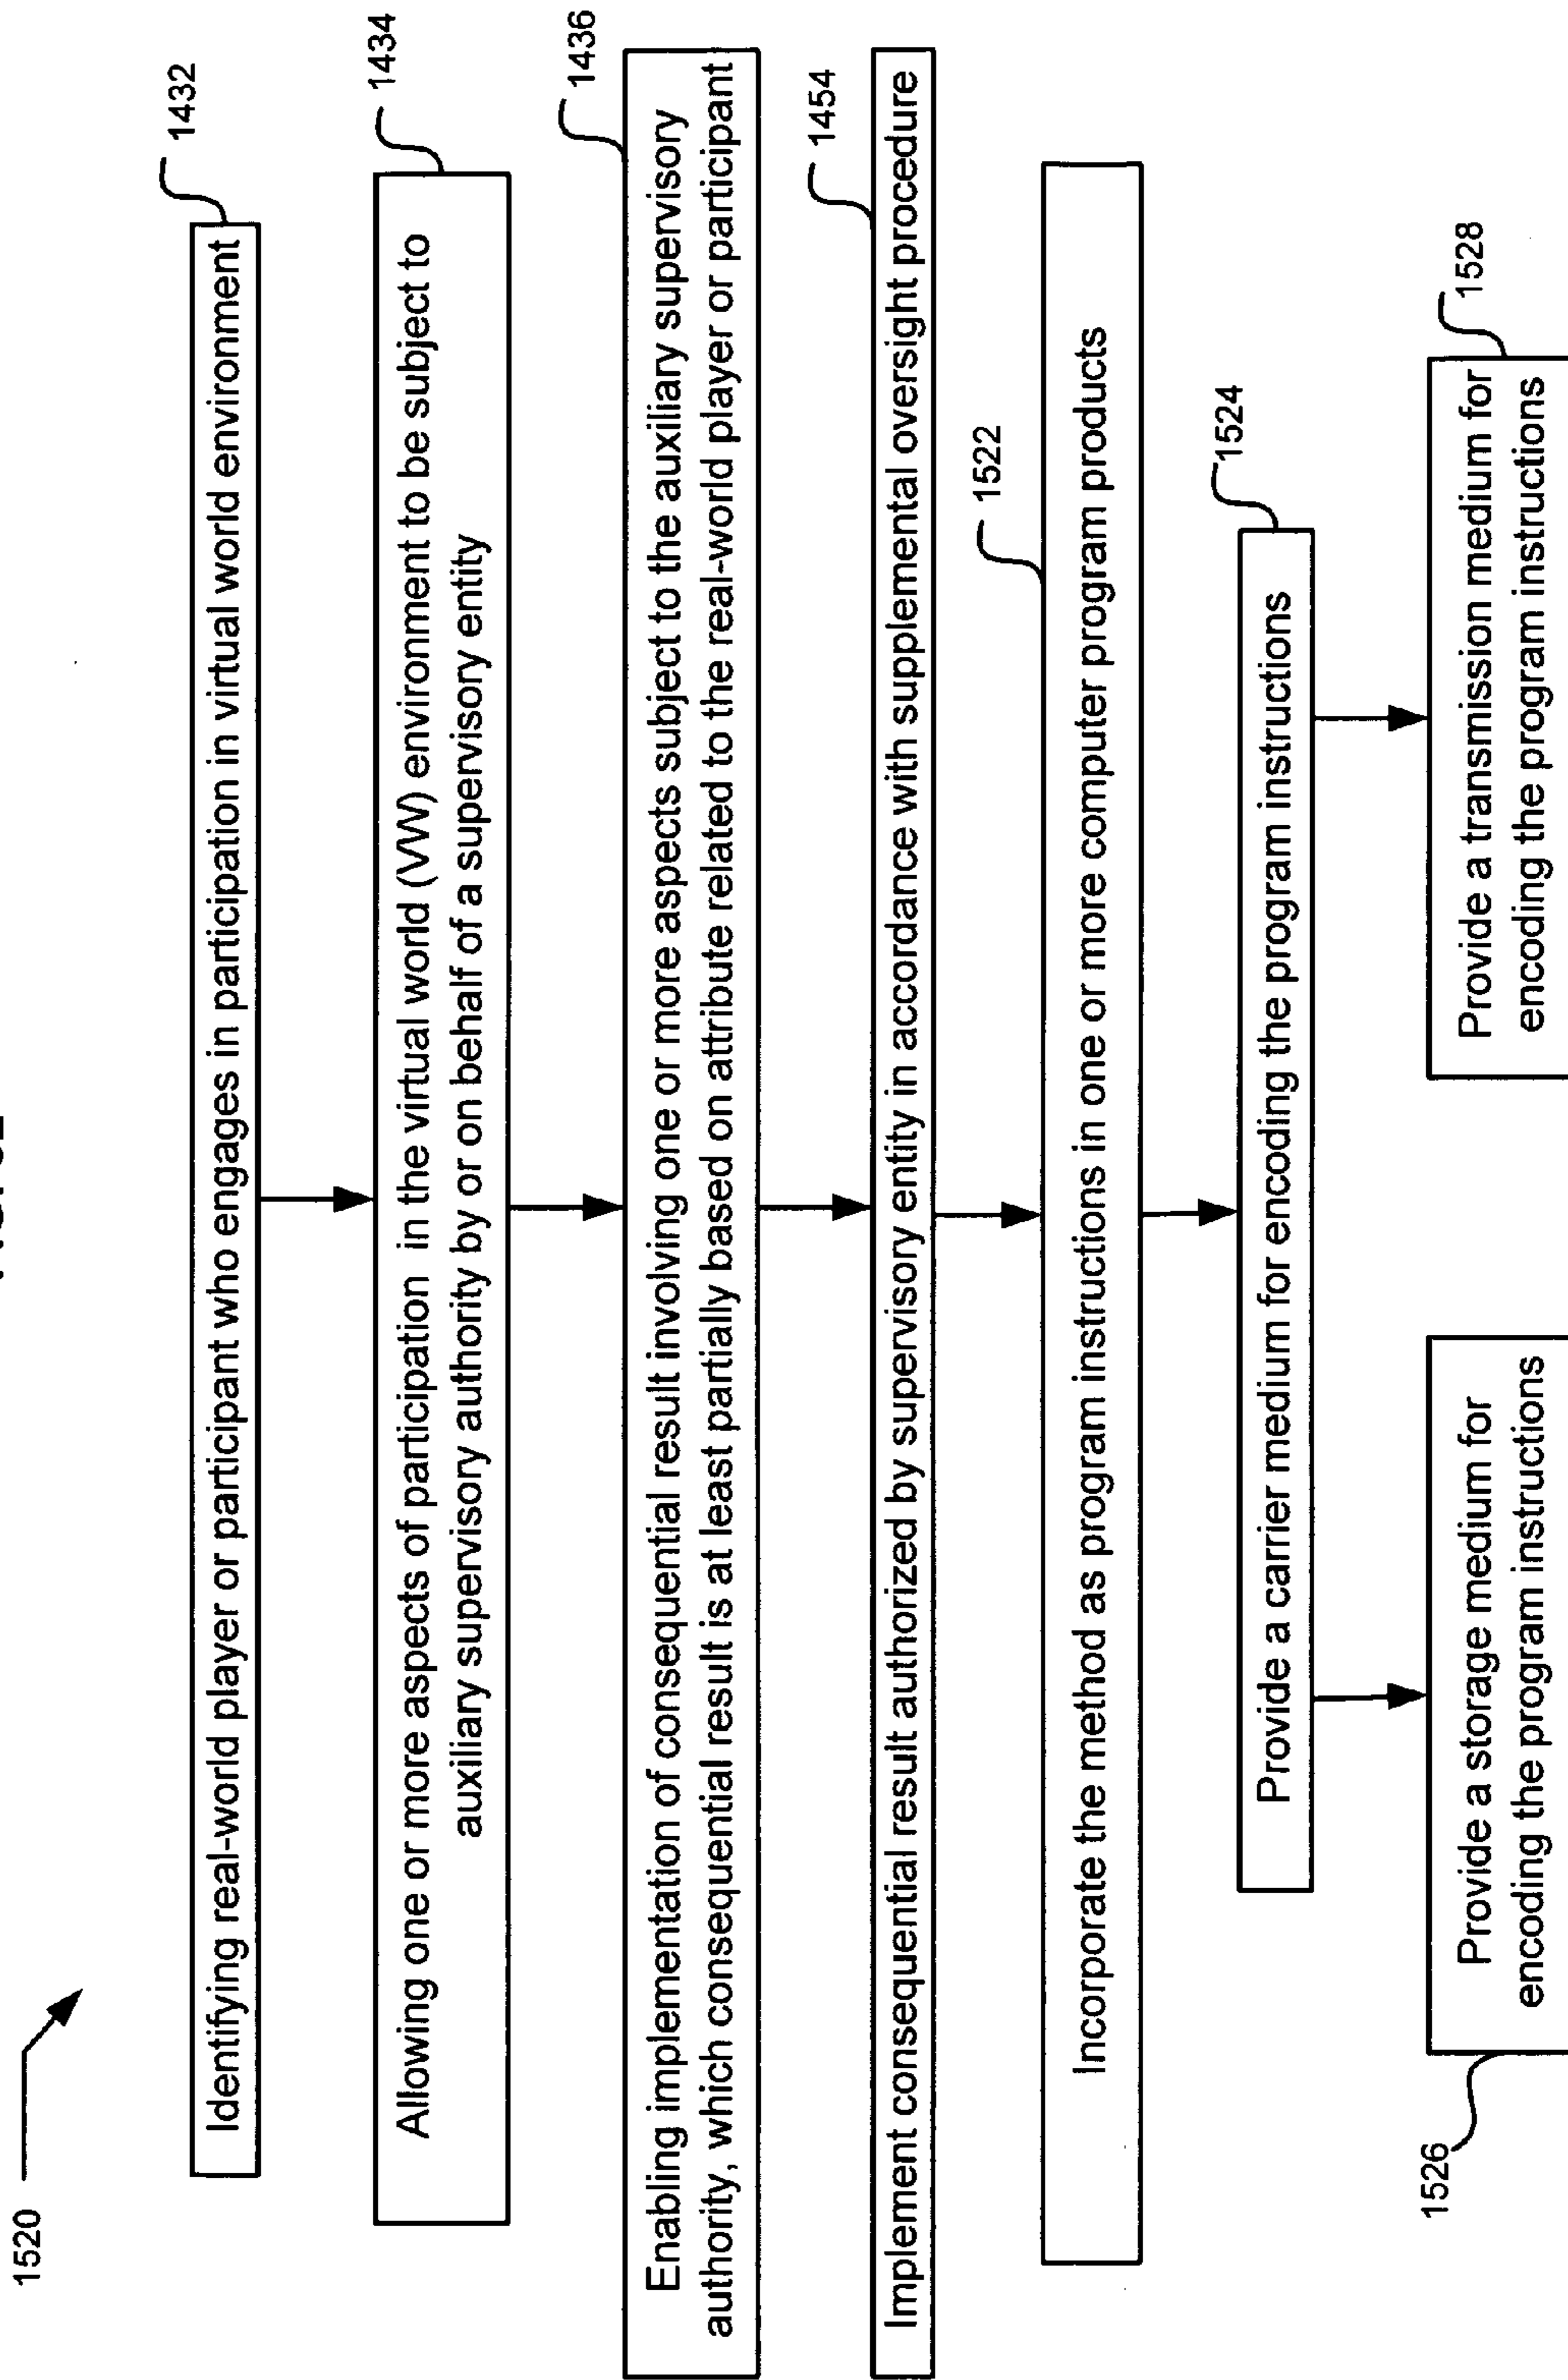 1520
Identifying real-world player or participant who engages in participation in virtual world environment
1432
Allowing one or more aspects of participation in the virtual world (VW) environment to be subject to
auxiliary supervisory authority by or on behalf of a supervisory entity
1434
Enabling implementation of consequential result involving one or more aspects subject to the auxiliary supervisory
authority, which consequential result is at least partially based on attribute related to the real-world player or participant
1436
Implement consequential result authorized by supervisory entity in accordance with supplemental oversight procedure
1454
Incorporate the method as program instructions in one or more computer program products
1522
Provide a carrier medium for encoding the program instructions
1524
Provide a storage medium for
encoding the program instructions
1526
Provide a transmission medium for
encoding the program instructions
1528